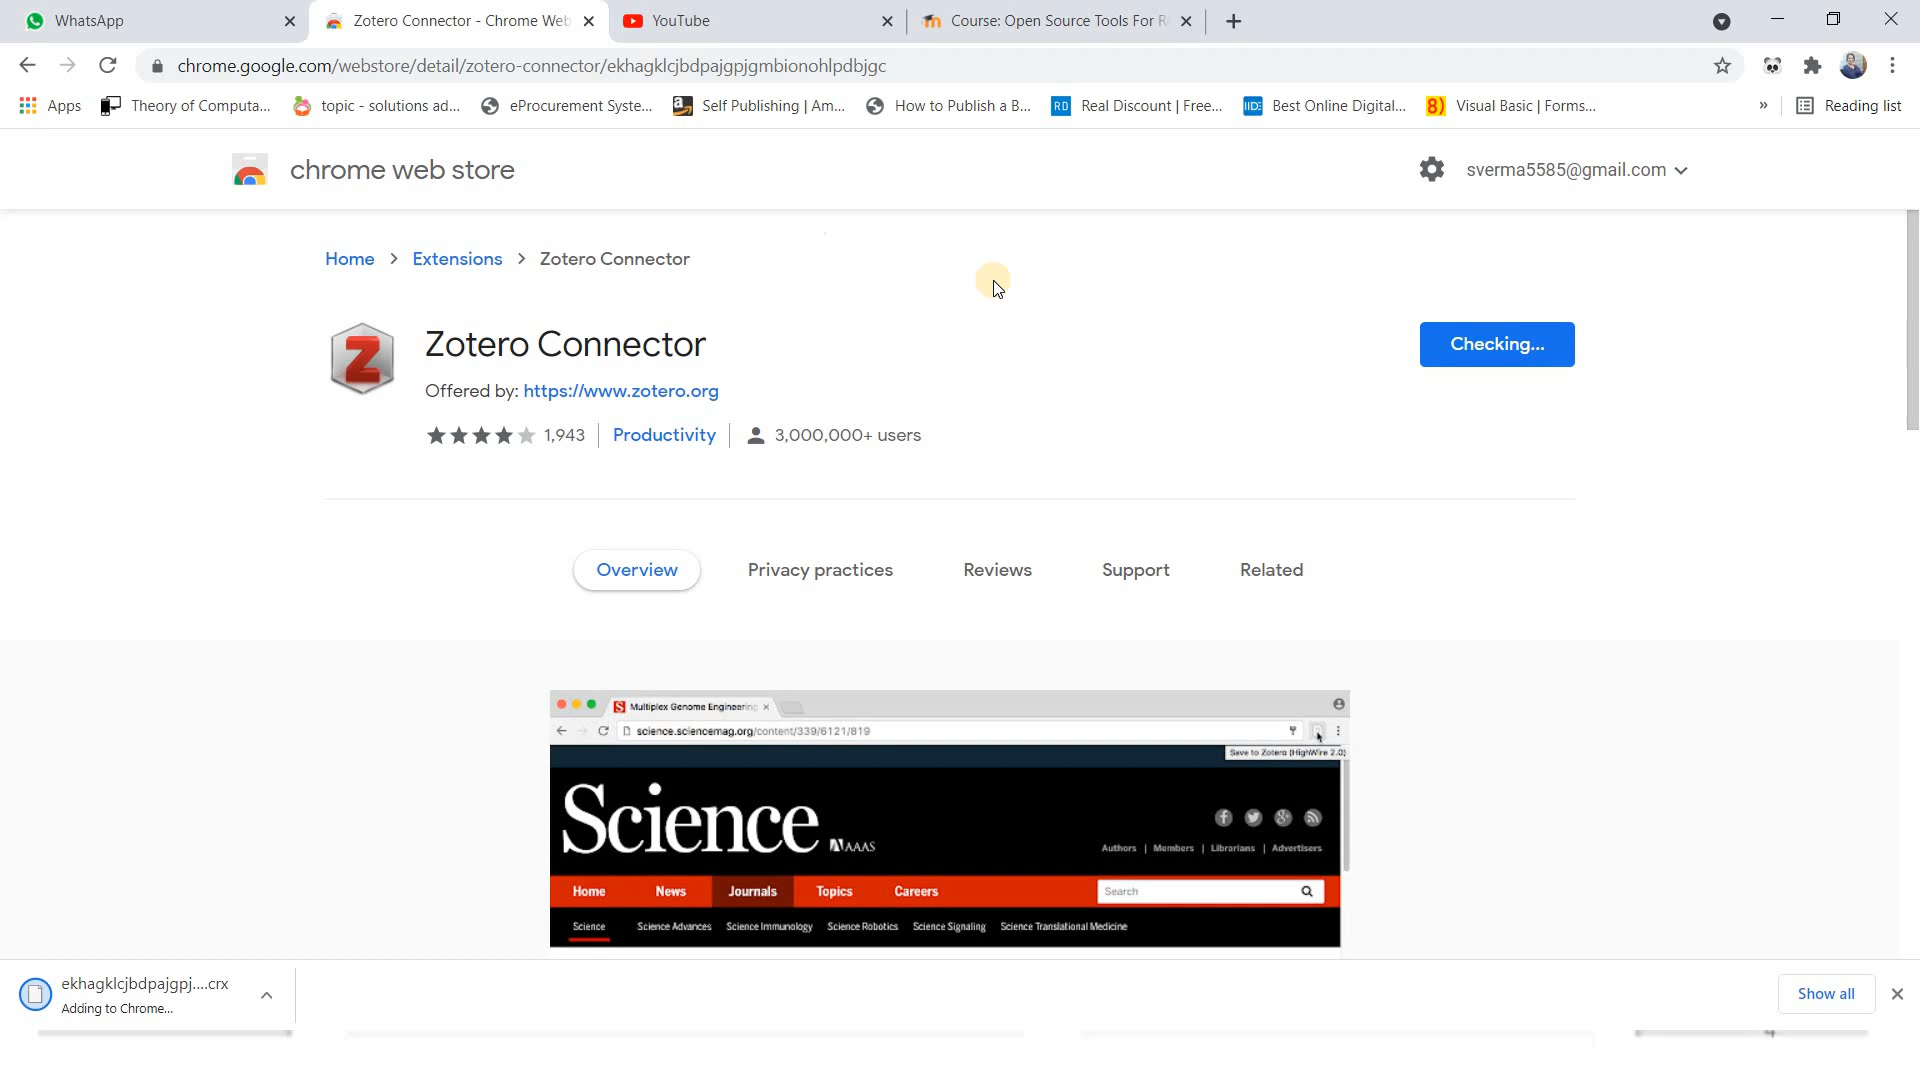 WhatsApp
Zotero Connector - Chrome Web
YouTube
Course: Open Source Tools For R
chrome.google.com/webstore/detail/zotero-connector/ekhagklcjbdpajgpjgmbionohlpdbjgc
Apps
Theory of Computa...
topic - solutions ad...
eProcurement Syste...
Self Publishing | Am...
How to Publish a B...
Real Discount | Free...
Best Online Digital...
Visual Basic | Forms...
»
Reading list
chrome web store
sverma5585@gmail.com
Home > Extensions > Zotero Connector
Zotero Connector
Checking...
Offered by: https://www.zotero.org
1,943
Productivity
3,000,000+ users
Overview
Privacy practices
Reviews
Support
Related
Multiplex Genome Engineering
science.sciencemag.org/content/339/6121/819
Save to Zotero (HighWire 2.0)
Science
AAAS
Authors | Members | Librarians | Advertisers
Home
News
Journals
Topics
Careers
Search
Science
Science Advances
Science Immunology
Science Robotics
Science Signaling
Science Translational Medicine
ekhagklcjbdpajgpj....crx
Adding to Chrome...
Show all